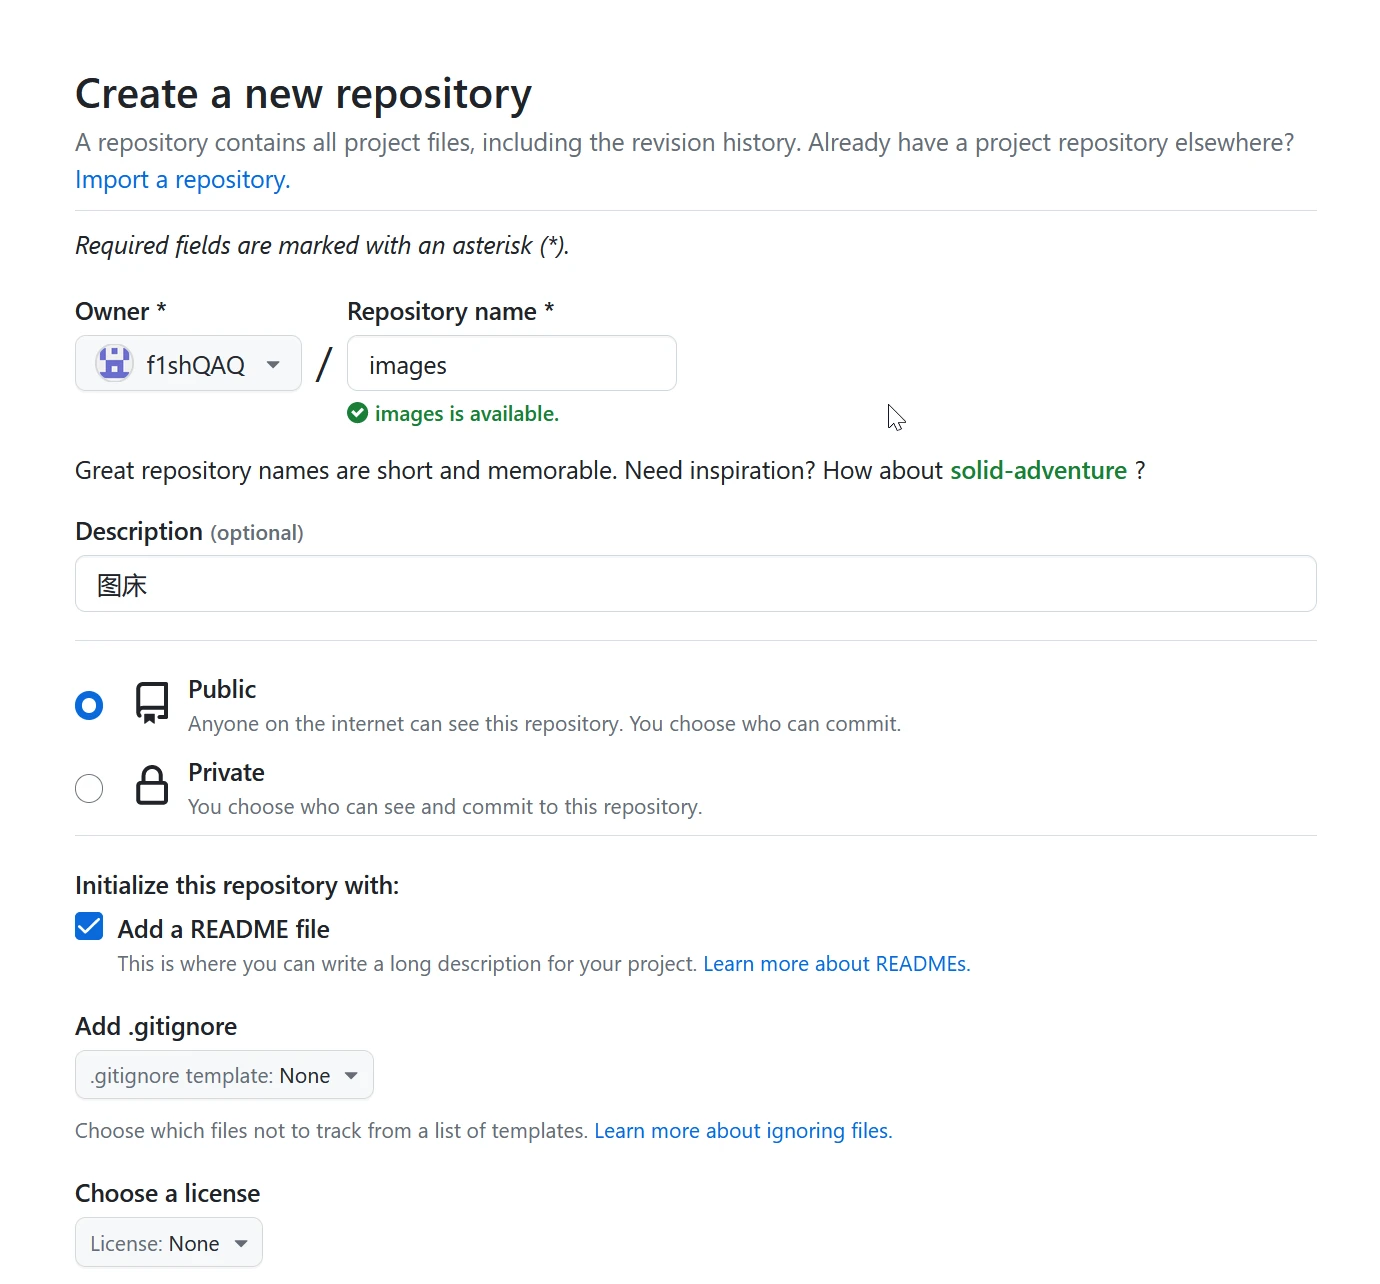 Create a new repository
A repository contains all project files, including the revision history. Already have a project repository elsewhere?
Import a repository.
Required fields are marked with an asterisk (*).
Owner * Repository name *
f1shQAQ / images
images is available.
Great repository names are short and memorable. Need inspiration? How about solid-adventure ?
Description (optional)
图床
Public
Anyone on the internet can see this repository. You choose who can commit.
Private
You choose who can see and commit to this repository.
Initialize this repository with:
Add a README file
This is where you can write a long description for your project. Learn more about READMEs.
Add .gitignore
.gitignore template: None
Choose which files not to track from a list of templates. Learn more about ignoring files.
Choose a license
License: None